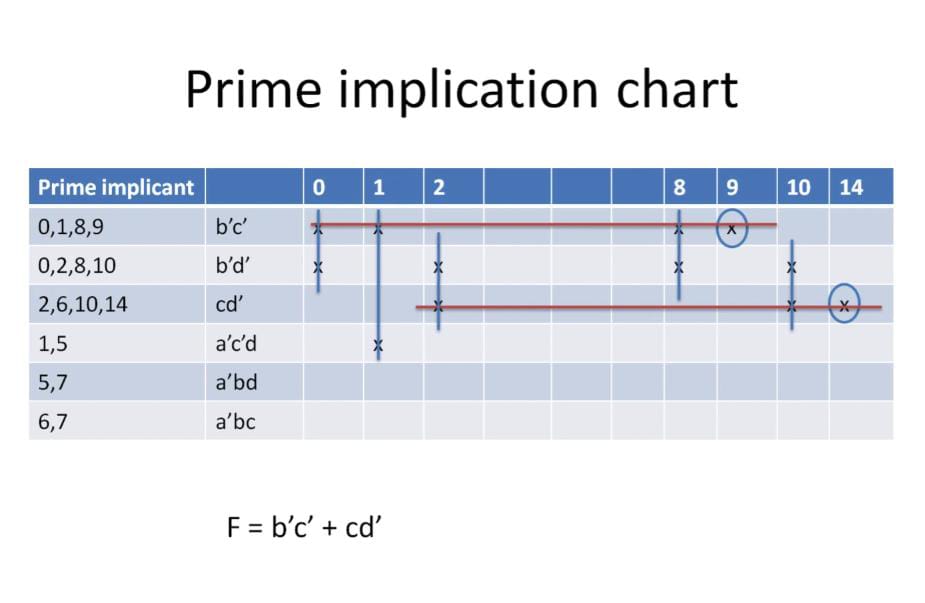 Prime implication chart
Prime implicant 0 1 2 8 9 10 14
0,1,8,9 b’c’ x x x x
0,2,8,10 b’d’ x x x x
2,6,10,14 cd’ x x x
1,5 a’c’d x
5,7 a’bd
6,7 a’bc
F = b’c’ + cd’